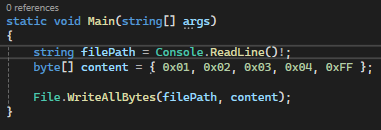 0 references
static void Main(string[] args)
{
string filePath = Console.ReadLine()!;
byte[] content = { 0x01, 0x02, 0x03, 0x04, 0xFF };
File.WriteAllBytes(filePath, content);
}